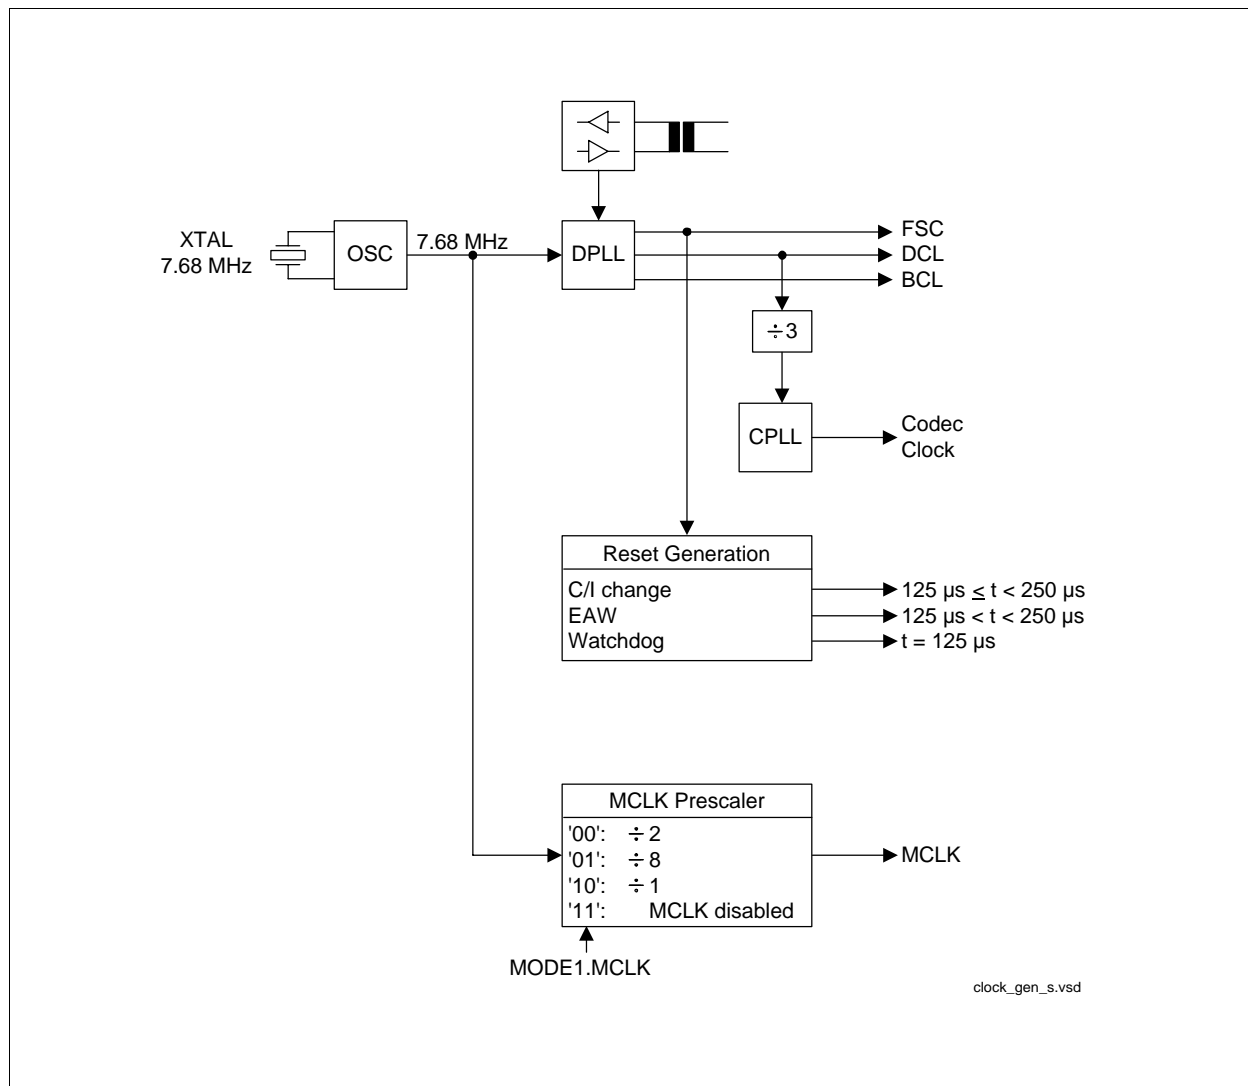 XTAL
7.68 MHz
OSC
7.68 MHz
DPLL
FSC
DCL
BCL
÷3
CPLL
Codec
Clock
Reset Generation
C/I change
125 µs ≤ t < 250 µs
EAW
125 µs < t < 250 µs
Watchdog
t = 125 µs
MCLK Prescaler
'00': ÷2
'01': ÷8
'10': ÷1
'11': MCLK disabled
MCLK
MODE1.MCLK
clock_gen_s.vsd